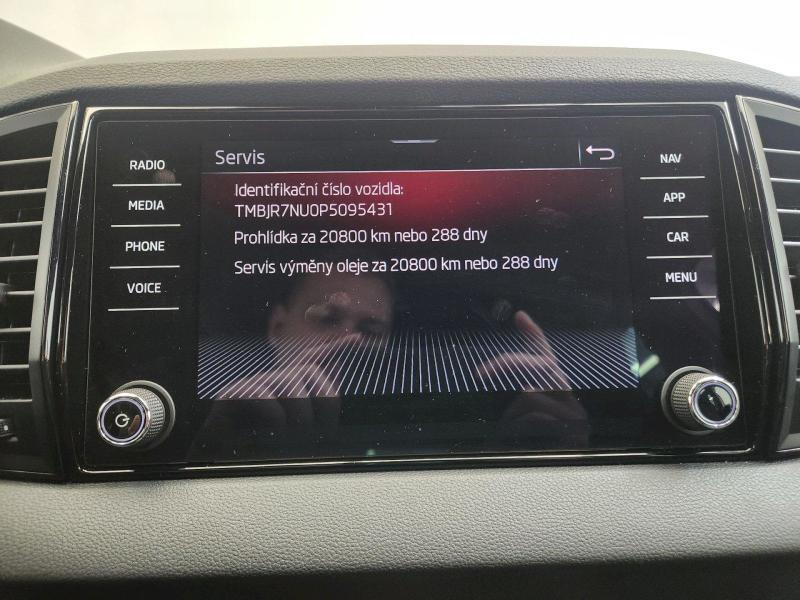 Servis
RADIO
MEDIA
PHONE
VOICE
Identifikační číslo vozidla:
TMBJR7NU0P5095431
Prohlídka za 20800 km nebo 288 dny
Servis výměny oleje za 20800 km nebo 288 dny
NAV
APP
CAR
MENU